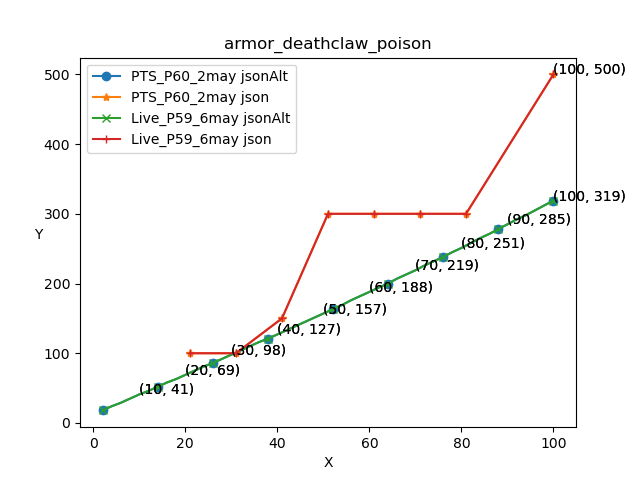 armor_deathclaw_poison
PTS_P60_2may jsonAlt
PTS_P60_2may json
Live_P59_6may jsonAlt
Live_P59_6may json
(100, 500)
(100, 319)
(90, 285)
(80, 251)
(70, 219)
(60, 188)
(50, 157)
(40, 127)
(30, 98)
(20, 69)
(10, 41)
500
400
300
200
100
0
Y
0 20 40 60 80 100
X